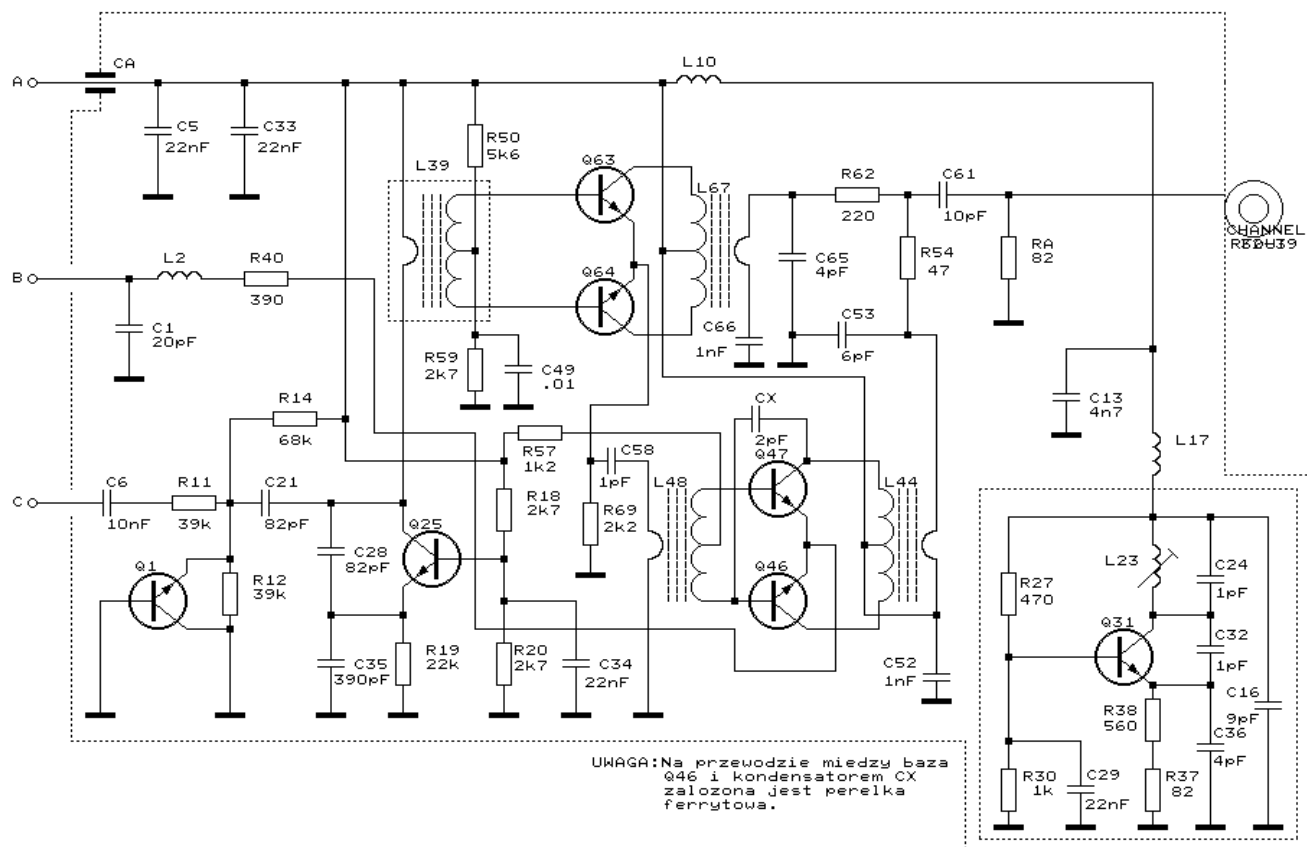 CA
A
L10
C5
22nF
C33
22nF
R50
5k6
Q63
L39
L67
R62
220
C61
10pF
CHANNEL
B
L2
R40
390
C65
4pF
R54
47
RA
82
Q64
C1
20pF
C66
1nF
C53
6pF
R59
2k7
C49
.01
C13
4n7
R14
68k
CX
2pF
R57
1k2
Q47
C58
1pF
L17
C
C6
10nF
R11
39k
C21
82pF
Q25
R18
2k7
R69
2k2
L48
L44
C28
82pF
Q1
R12
39k
Q46
L23
C24
1pF
R27
470
Q31
C32
1pF
C35
390pF
R19
22k
R20
2k7
C34
22nF
C52
1nF
R38
560
C16
9pF
C36
4pF
R30
1k
C29
22nF
R37
82
UWAGA:Na przewodzie miedzy baza
Q46 i kondensatorem CX
zalozona jest perelka
ferrytowa.